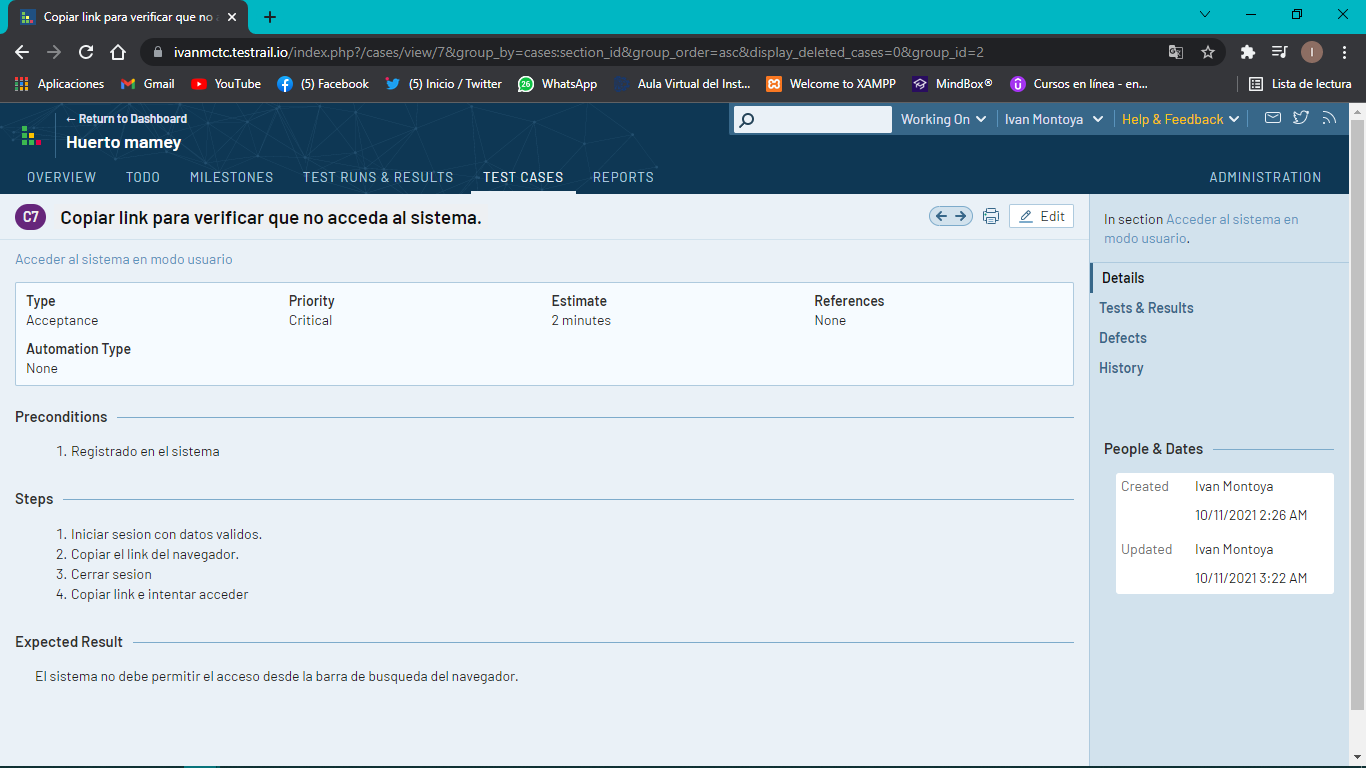 Copiar link para verificar que no a
ivanmctc.testrail.io/index.php?/cases/view/7&group_by=cases:section_id&group_order=asc&display_deleted_cases=0&group_id=2
I
Aplicaciones Gmail YouTube (5) Facebook (5) Inicio / Twitter 26 WhatsApp Aula Virtual del Inst... Welcome to XAMPP MindBox® Cursos en línea - en... Lista de lectura
← Return to Dashboard
Huerto mamey
Working On Ivan Montoya Help & Feedback
OVERVIEW TODO MILESTONES TEST RUNS & RESULTS TEST CASES REPORTS ADMINISTRATION
C7 Copiar link para verificar que no acceda al sistema.
Edit
Acceder al sistema en modo usuario
Type Priority Estimate References
Acceptance Critical 2 minutes None
Automation Type
None
Preconditions
1. Registrado en el sistema
Steps
1. Iniciar sesion con datos validos.
2. Copiar el link del navegador.
3. Cerrar sesion
4. Copiar link e intentar acceder
Expected Result
El sistema no debe permitir el acceso desde la barra de busqueda del navegador.
In section Acceder al sistema en
modo usuario.
Details
Tests & Results
Defects
History
People & Dates
Created Ivan Montoya
10/11/2021 2:26 AM
Updated Ivan Montoya
10/11/2021 3:22 AM